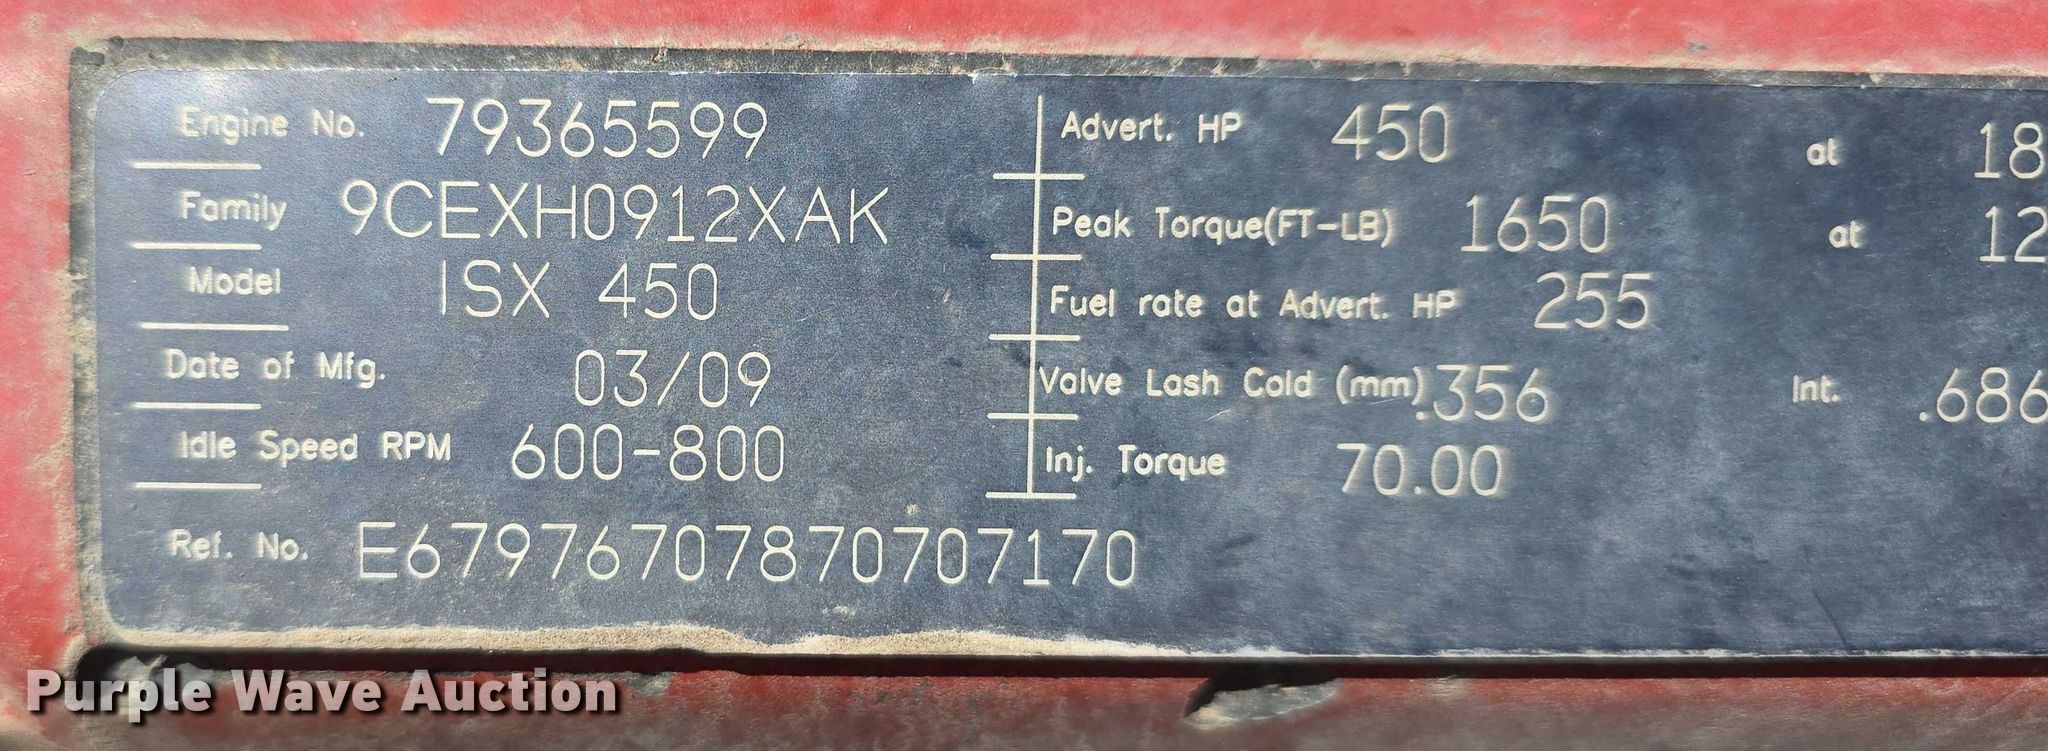 Engine No. 79365599
Family 9CEXH0912XAK
Model ISX 450
Date of Mfg. 03/09
Idle Speed RPM 600-800
Ref. No. E67976707870707170
Advert. HP 450 at 18
Peak Torque(FT-LB) 1650 at 12
Fuel rate at Advert. HP 255
Valve Lash Cold (mm) .356 Int. .686
Inj. Torque 70.00
Purple Wave Auction